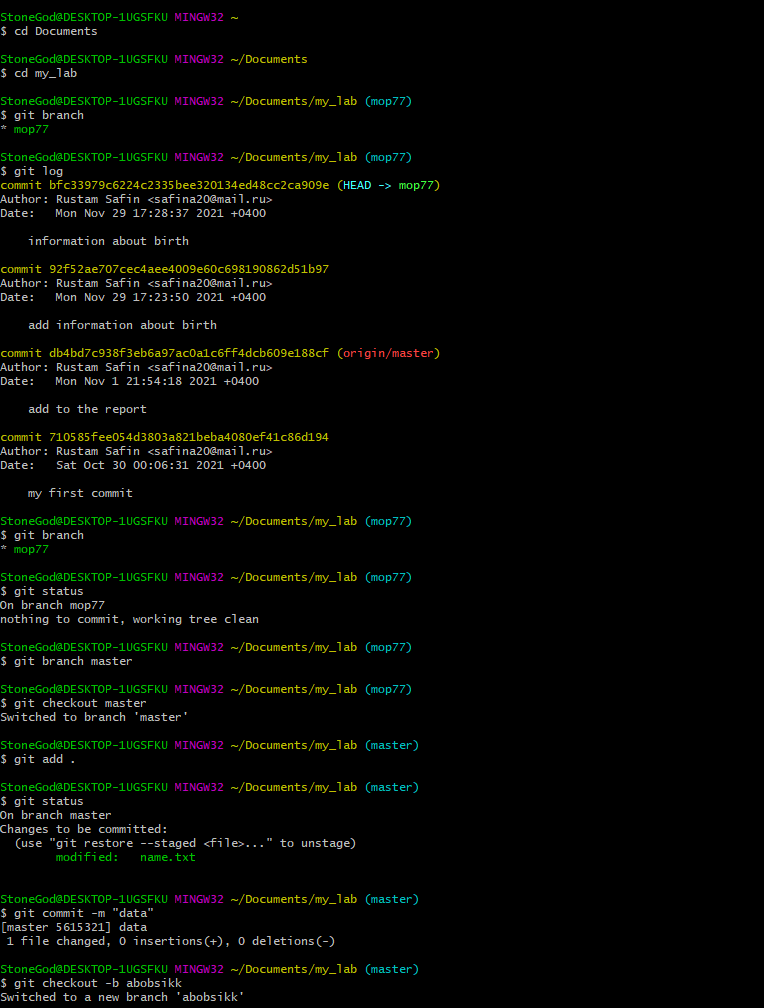 StoneGod@DESKTOP-1UGSFKU MINGW32 ~
$ cd Documents
StoneGod@DESKTOP-1UGSFKU MINGW32 ~/Documents
$ cd my_lab
StoneGod@DESKTOP-1UGSFKU MINGW32 ~/Documents/my_lab (mop77)
$ git branch
* mop77
StoneGod@DESKTOP-1UGSFKU MINGW32 ~/Documents/my_lab (mop77)
$ git log
commit bfc33979c6224c2335bee320134ed48cc2ca909e (HEAD -> mop77)
Author: Rustam Safin <safina20@mail.ru>
Date:   Mon Nov 29 17:28:37 2021 +0400
    information about birth
commit 92f52ae707cec4aee4009e60c698190862d51b97
Author: Rustam Safin <safina20@mail.ru>
Date:   Mon Nov 29 17:23:50 2021 +0400
    add information about birth
commit db4bd7c938f3eb6a97ac0a1c6ff4dcb609e188cf (origin/master)
Author: Rustam Safin <safina20@mail.ru>
Date:   Mon Nov 1 21:54:18 2021 +0400
    add to the report
commit 710585fee054d3803a821beba4080ef41c86d194
Author: Rustam Safin <safina20@mail.ru>
Date:   Sat Oct 30 00:06:31 2021 +0400
    my first commit
StoneGod@DESKTOP-1UGSFKU MINGW32 ~/Documents/my_lab (mop77)
$ git branch
* mop77
StoneGod@DESKTOP-1UGSFKU MINGW32 ~/Documents/my_lab (mop77)
$ git status
On branch mop77
nothing to commit, working tree clean
StoneGod@DESKTOP-1UGSFKU MINGW32 ~/Documents/my_lab (mop77)
$ git branch master
StoneGod@DESKTOP-1UGSFKU MINGW32 ~/Documents/my_lab (mop77)
$ git checkout master
Switched to branch 'master'
StoneGod@DESKTOP-1UGSFKU MINGW32 ~/Documents/my_lab (master)
$ git add .
StoneGod@DESKTOP-1UGSFKU MINGW32 ~/Documents/my_lab (master)
$ git status
On branch master
Changes to be committed:
  (use "git restore --staged <file>..." to unstage)
        modified:   name.txt
StoneGod@DESKTOP-1UGSFKU MINGW32 ~/Documents/my_lab (master)
$ git commit -m "data"
[master 5615321] data
 1 file changed, 0 insertions(+), 0 deletions(-)
StoneGod@DESKTOP-1UGSFKU MINGW32 ~/Documents/my_lab (master)
$ git checkout -b abobsikk
Switched to a new branch 'abobsikk'